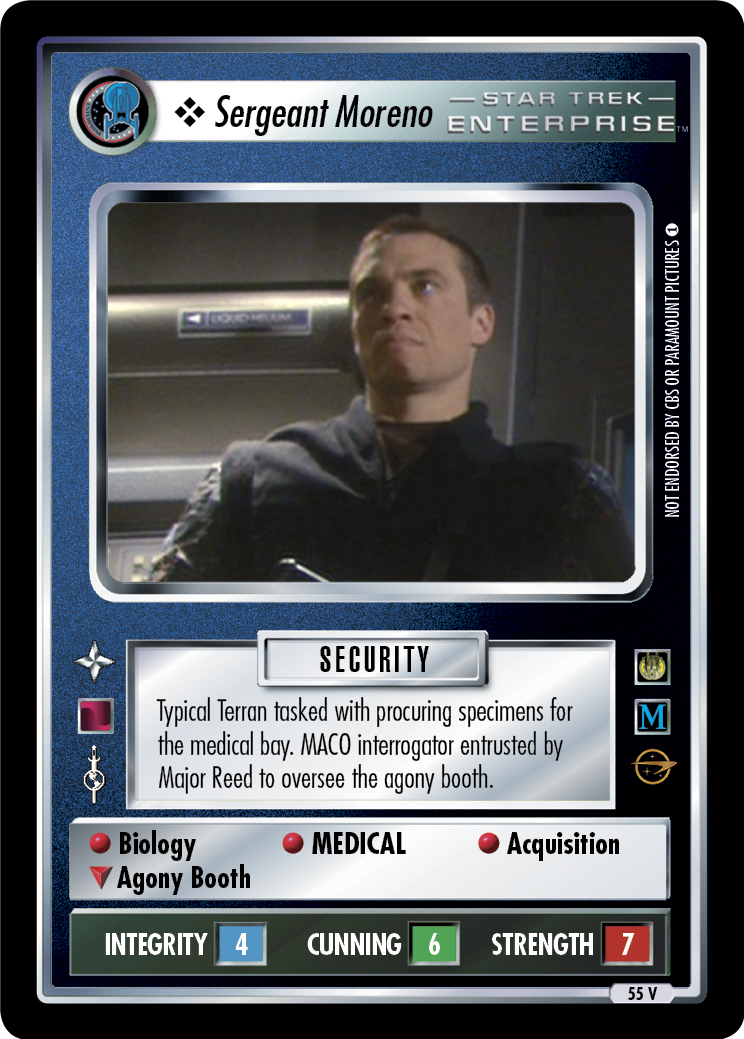 ❖ Sergeant Moreno
STAR TREK
ENTERPRISE™
LIQUID HELIUM
NOT ENDORSED BY CBS OR PARAMOUNT PICTURES 1
SECURITY
Typical Terran tasked with procuring specimens for
the medical bay. MACO interrogator entrusted by
Major Reed to oversee the agony booth.
M
Biology MEDICAL Acquisition
Agony Booth
INTEGRITY 4 CUNNING 6 STRENGTH 7
55 V